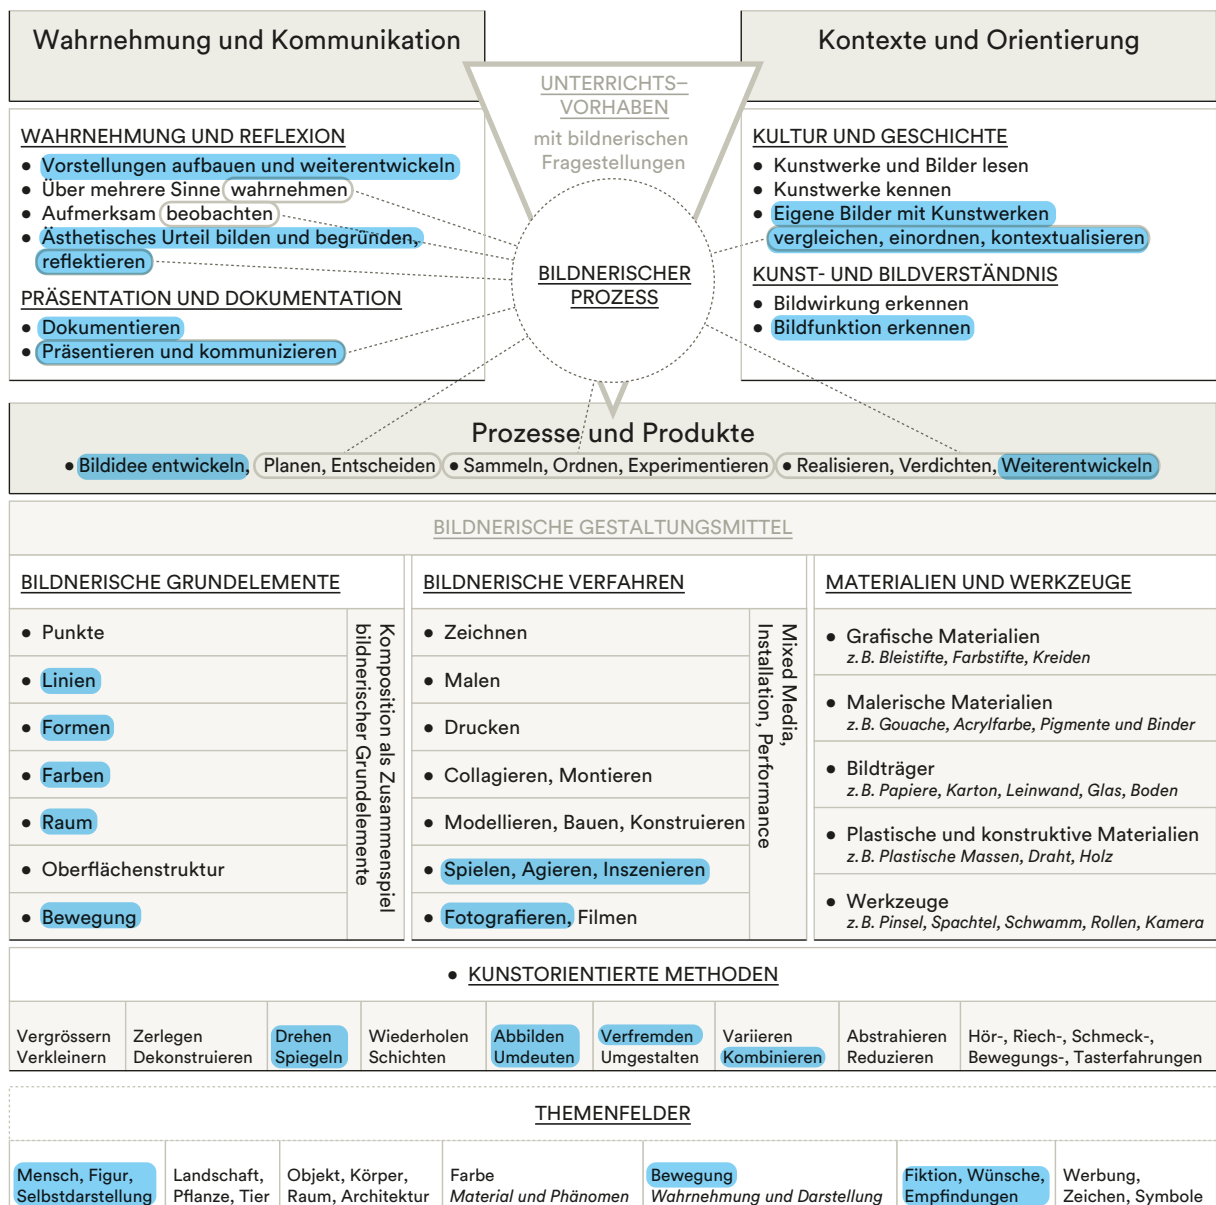 Wahrnehmung und Kommunikation
Kontexte und Orientierung
UNTERRICHTS–
VORHABEN
mit bildnerischen
Fragestellungen
WAHRNEHMUNG UND REFLEXION
● Vorstellungen aufbauen und weiterentwickeln
● Über mehrere Sinne wahrnehmen
● Aufmerksam beobachten
● Ästhetisches Urteil bilden und begründen,
reflektieren
PRÄSENTATION UND DOKUMENTATION
● Dokumentieren
● Präsentieren und kommunizieren
BILDNERISCHER
PROZESS
KULTUR UND GESCHICHTE
● Kunstwerke und Bilder lesen
● Kunstwerke kennen
● Eigene Bilder mit Kunstwerken
vergleichen, einordnen, kontextualisieren
KUNST- UND BILDVERSTÄNDNIS
● Bildwirkung erkennen
● Bildfunktion erkennen
Prozesse und Produkte
● Bildidee entwickeln, Planen, Entscheiden ● Sammeln, Ordnen, Experimentieren ● Realisieren, Verdichten, Weiterentwickeln
BILDNERISCHE GESTALTUNGSMITTEL
BILDNERISCHE GRUNDELEMENTE
● Punkte
● Linien
● Formen
● Farben
● Raum
● Oberflächenstruktur
● Bewegung
Komposition als Zusammenspiel
bildnerischer Grundelemente
BILDNERISCHE VERFAHREN
● Zeichnen
● Malen
● Drucken
● Collagieren, Montieren
● Modellieren, Bauen, Konstruieren
● Spielen, Agieren, Inszenieren
● Fotografieren, Filmen
Mixed Media,
Installation, Performance
MATERIALIEN UND WERKZEUGE
● Grafische Materialien
z. B. Bleistifte, Farbstifte, Kreiden
● Malerische Materialien
z. B. Gouache, Acrylfarbe, Pigmente und Binder
● Bildträger
z. B. Papiere, Karton, Leinwand, Glas, Boden
● Plastische und konstruktive Materialien
z. B. Plastische Massen, Draht, Holz
● Werkzeuge
z. B. Pinsel, Spachtel, Schwamm, Rollen, Kamera
● KUNSTORIENTIERTE METHODEN
Vergrössern
Verkleinern
Zerlegen
Dekonstruieren
Drehen
Spiegeln
Wiederholen
Schichten
Abbilden
Umdeuten
Verfremden
Umgestalten
Variieren
Kombinieren
Abstrahieren
Reduzieren
Hör-, Riech-, Schmeck-,
Bewegungs-, Tasterfahrungen
THEMENFELDER
Mensch, Figur,
Selbstdarstellung
Landschaft,
Pflanze, Tier
Objekt, Körper,
Raum, Architektur
Farbe
Material und Phänomen
Bewegung
Wahrnehmung und Darstellung
Fiktion, Wünsche,
Empfindungen
Werbung,
Zeichen, Symbole